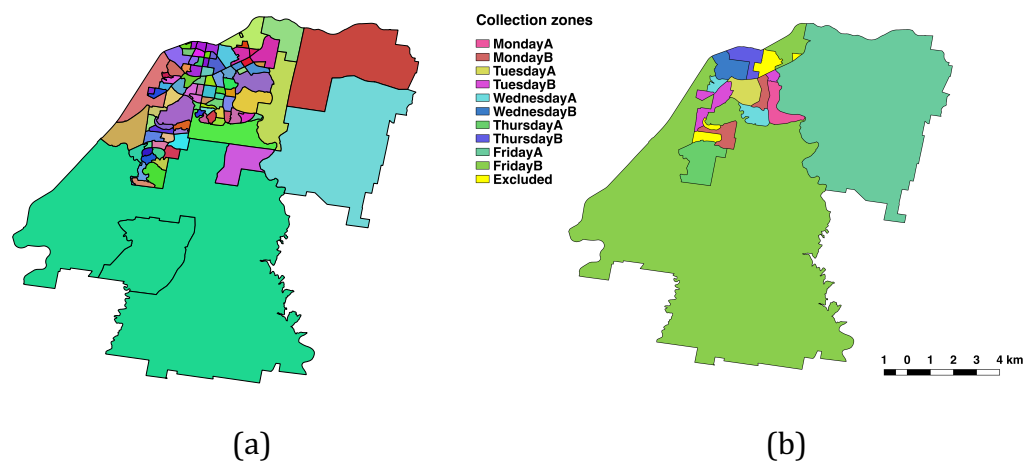 Collection zones
MondayA
MondayB
TuesdayA
TuesdayB
WednesdayA
WednesdayB
ThursdayA
ThursdayB
FridayA
FridayB
Excluded
1 0 1 2 3 4 km
(a)
(b)